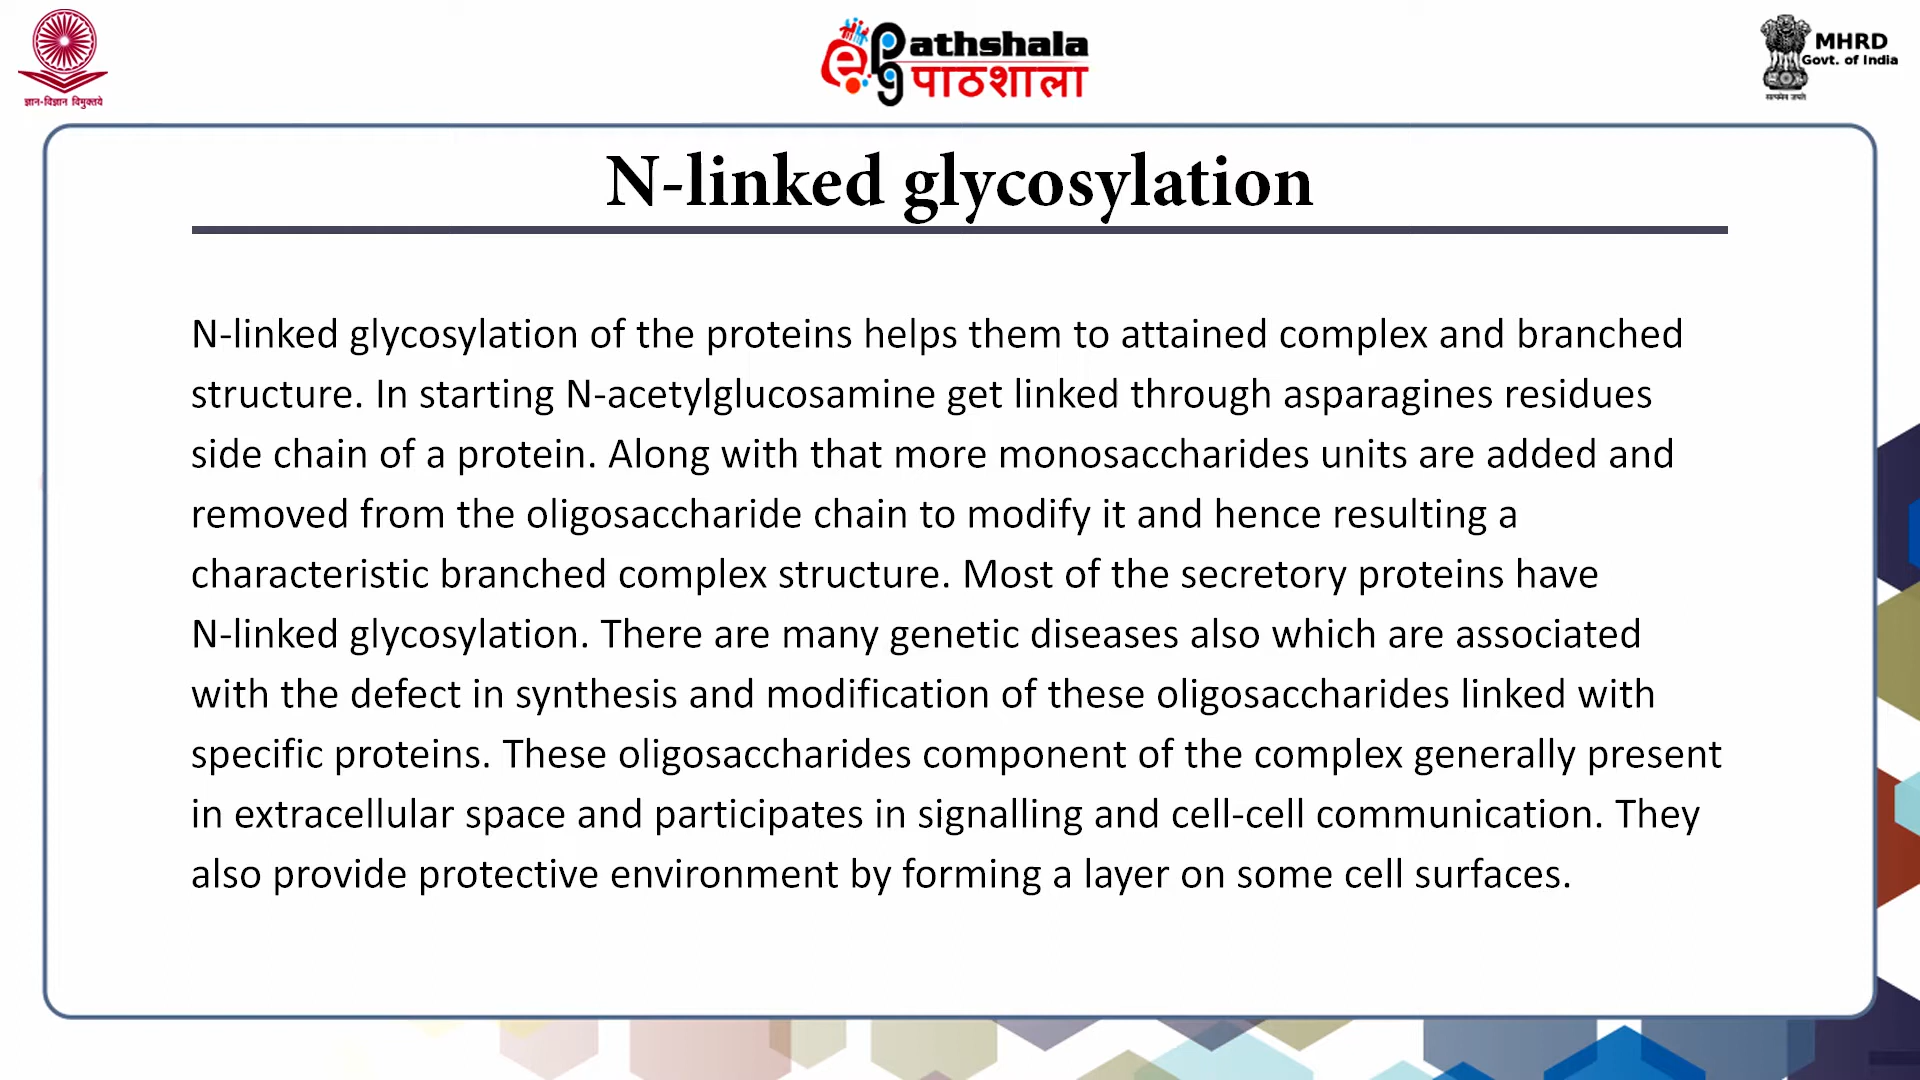 ज्ञान-विज्ञान विमुक्तये
e pg Pathshala
पाठशाला
MHRD
Govt. of India
सत्यमेव जयते
N-linked glycosylation
N-linked glycosylation of the proteins helps them to attained complex and branched
structure. In starting N-acetylglucosamine get linked through asparagines residues
side chain of a protein. Along with that more monosaccharides units are added and
removed from the oligosaccharide chain to modify it and hence resulting a
characteristic branched complex structure. Most of the secretory proteins have
N-linked glycosylation. There are many genetic diseases also which are associated
with the defect in synthesis and modification of these oligosaccharides linked with
specific proteins. These oligosaccharides component of the complex generally present
in extracellular space and participates in signalling and cell-cell communication. They
also provide protective environment by forming a layer on some cell surfaces.